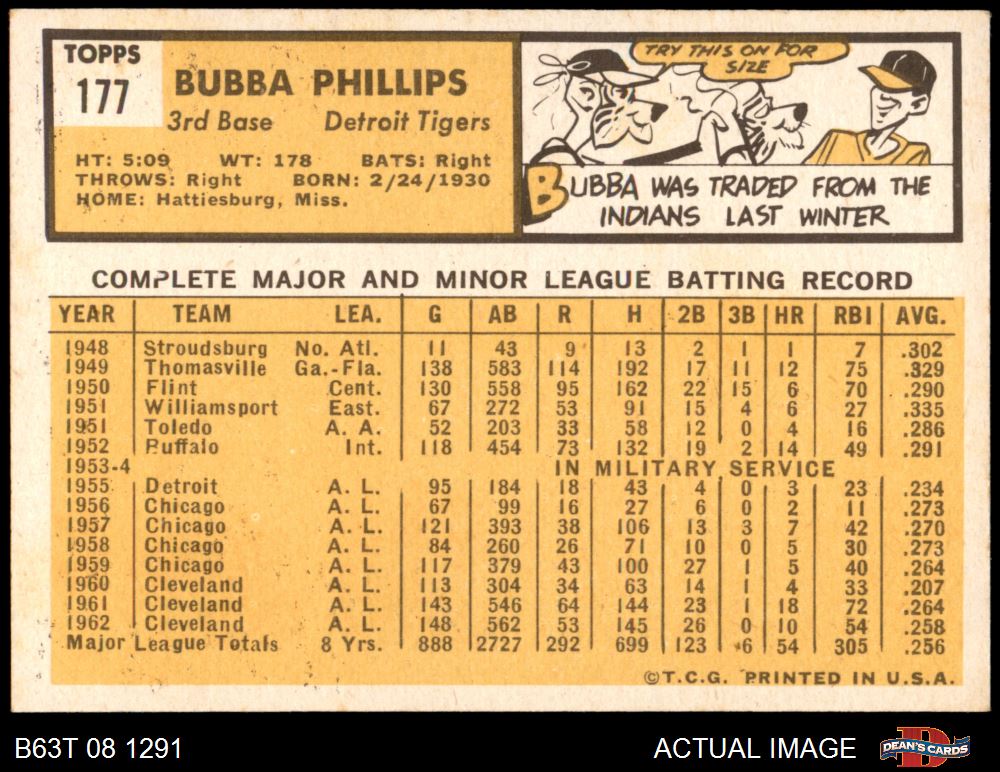 TOPPS
177
BUBBA PHILLIPS
3rd Base Detroit Tigers
HT: 5:09 WT: 178 BATS: Right
THROWS: Right BORN: 2/24/1930
HOME: Hattiesburg, Miss.
TRY THIS ON FOR
SIZE
BUBBA WAS TRADED FROM THE
INDIANS LAST WINTER
COMPLETE MAJOR AND MINOR LEAGUE BATTING RECORD
YEAR TEAM LEA. G AB R H 2B 3B HR RBI AVG.
1948 Stroudsburg No. Atl. 11 43 9 13 2 1 1 7 .302
1949 Thomasville Ga.-Fla. 138 583 114 192 17 11 12 75 .329
1950 Flint Cent. 130 558 95 162 22 15 6 70 .290
1951 Williamsport East. 67 272 53 91 15 4 6 27 .335
1951 Toledo A. A. 52 203 33 58 12 0 4 16 .286
1952 Buffalo Int. 118 454 73 132 19 2 14 49 .291
1953-4 IN MILITARY SERVICE
1955 Detroit A. L. 95 184 18 43 4 0 3 23 .234
1956 Chicago A. L. 67 99 16 27 6 0 2 11 .273
1957 Chicago A. L. 121 393 38 106 13 3 7 42 .270
1958 Chicago A. L. 84 260 26 71 10 0 5 30 .273
1959 Chicago A. L. 117 379 43 100 27 1 5 40 .264
1960 Cleveland A. L. 113 304 34 63 14 1 4 33 .207
1961 Cleveland A. L. 143 546 64 144 23 1 18 72 .264
1962 Cleveland A. L. 148 562 53 145 26 0 10 54 .258
Major League Totals 8 Yrs. 888 2727 292 699 123 6 54 305 .256
©T.C.G. PRINTED IN U.S.A.
B63T 08 1291 ACTUAL IMAGE DEAN'S CARDS